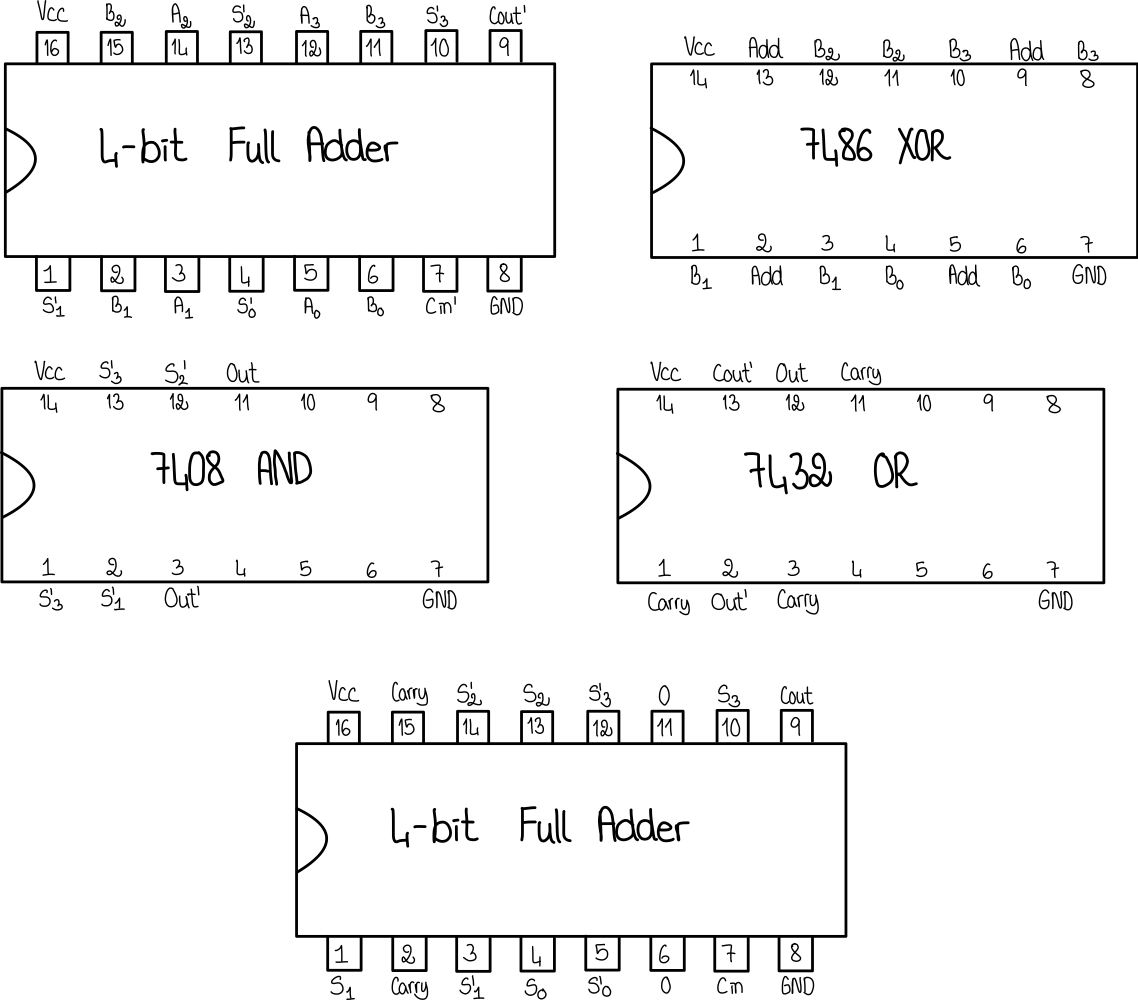 Vcc B₂ A₂ S'₂ A₃ B₃ S'₃ Cout'
16 15 14 13 12 11 10 9
4-bit Full Adder
1 2 3 4 5 6 7 8
S'₁ B₁ A₁ S'₀ A₀ B₀ Cin' GND
Vcc Add B₂ B₂ B₃ Add B₃
14 13 12 11 10 9 8
7486 XOR
1 2 3 4 5 6 7
B₁ Add B₁ B₀ Add B₀ GND
Vcc S'₃ S₂' Out
14 13 12 11 10 9 8
7408 AND
1 2 3 4 5 6 7
S'₃ S'₁ Out' GND
Vcc Cout' Out Carry
14 13 12 11 10 9 8
7432 OR
1 2 3 4 5 6 7
Carry Out' Carry GND
Vcc Carry S'₂ S₂ S'₃ 0 S₃ Cout
16 15 14 13 12 11 10 9
4-bit Full Adder
1 2 3 4 5 6 7 8
S₁ Carry S'₁ S₀ S'₀ 0 Cin GND